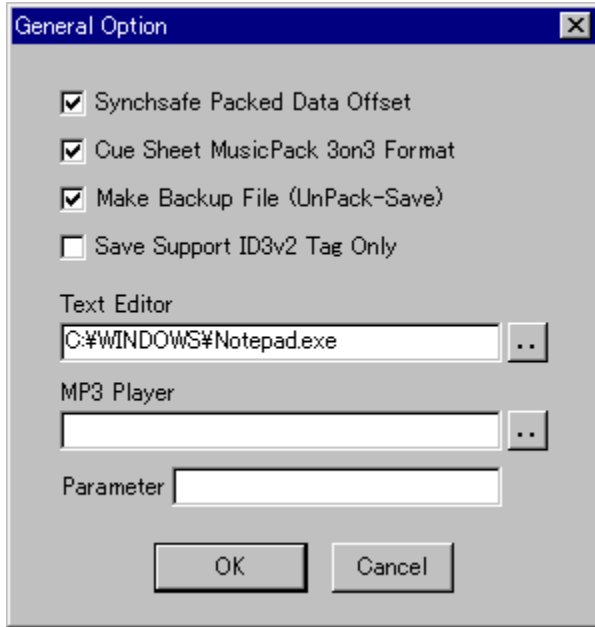 General Option
Synchsafe Packed Data Offset
Cue Sheet MusicPack 3on3 Format
Make Backup File (UnPack-Save)
Save Support ID3v2 Tag Only
Text Editor
C:¥WINDOWS¥Notepad.exe
..
MP3 Player
..
Parameter
OK Cancel